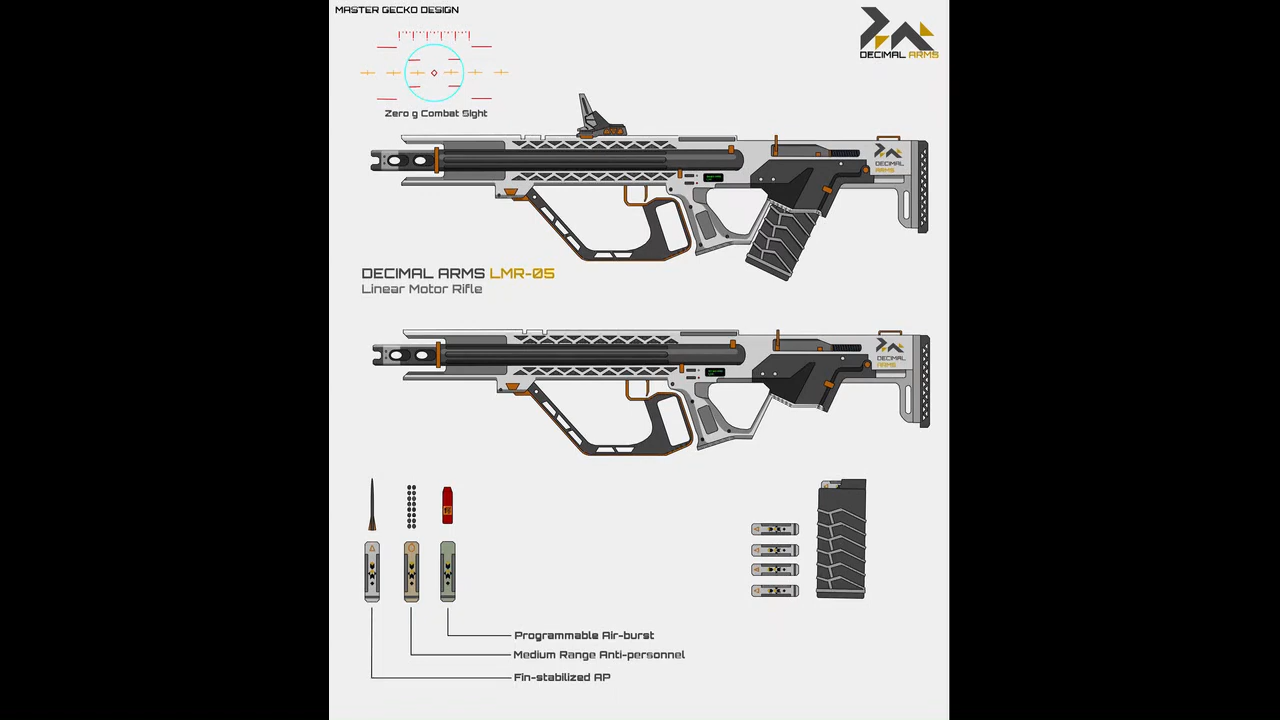 MASTER GECKO DESIGN
DECIMAL ARMS
Zero g Combat Sight
DECIMAL
ARMS
DECIMAL ARMS LMR-05
Linear Motor Rifle
DECIMAL
ARMS
Programmable Air-burst
Medium Range Anti-personnel
Fin-stabilized AP